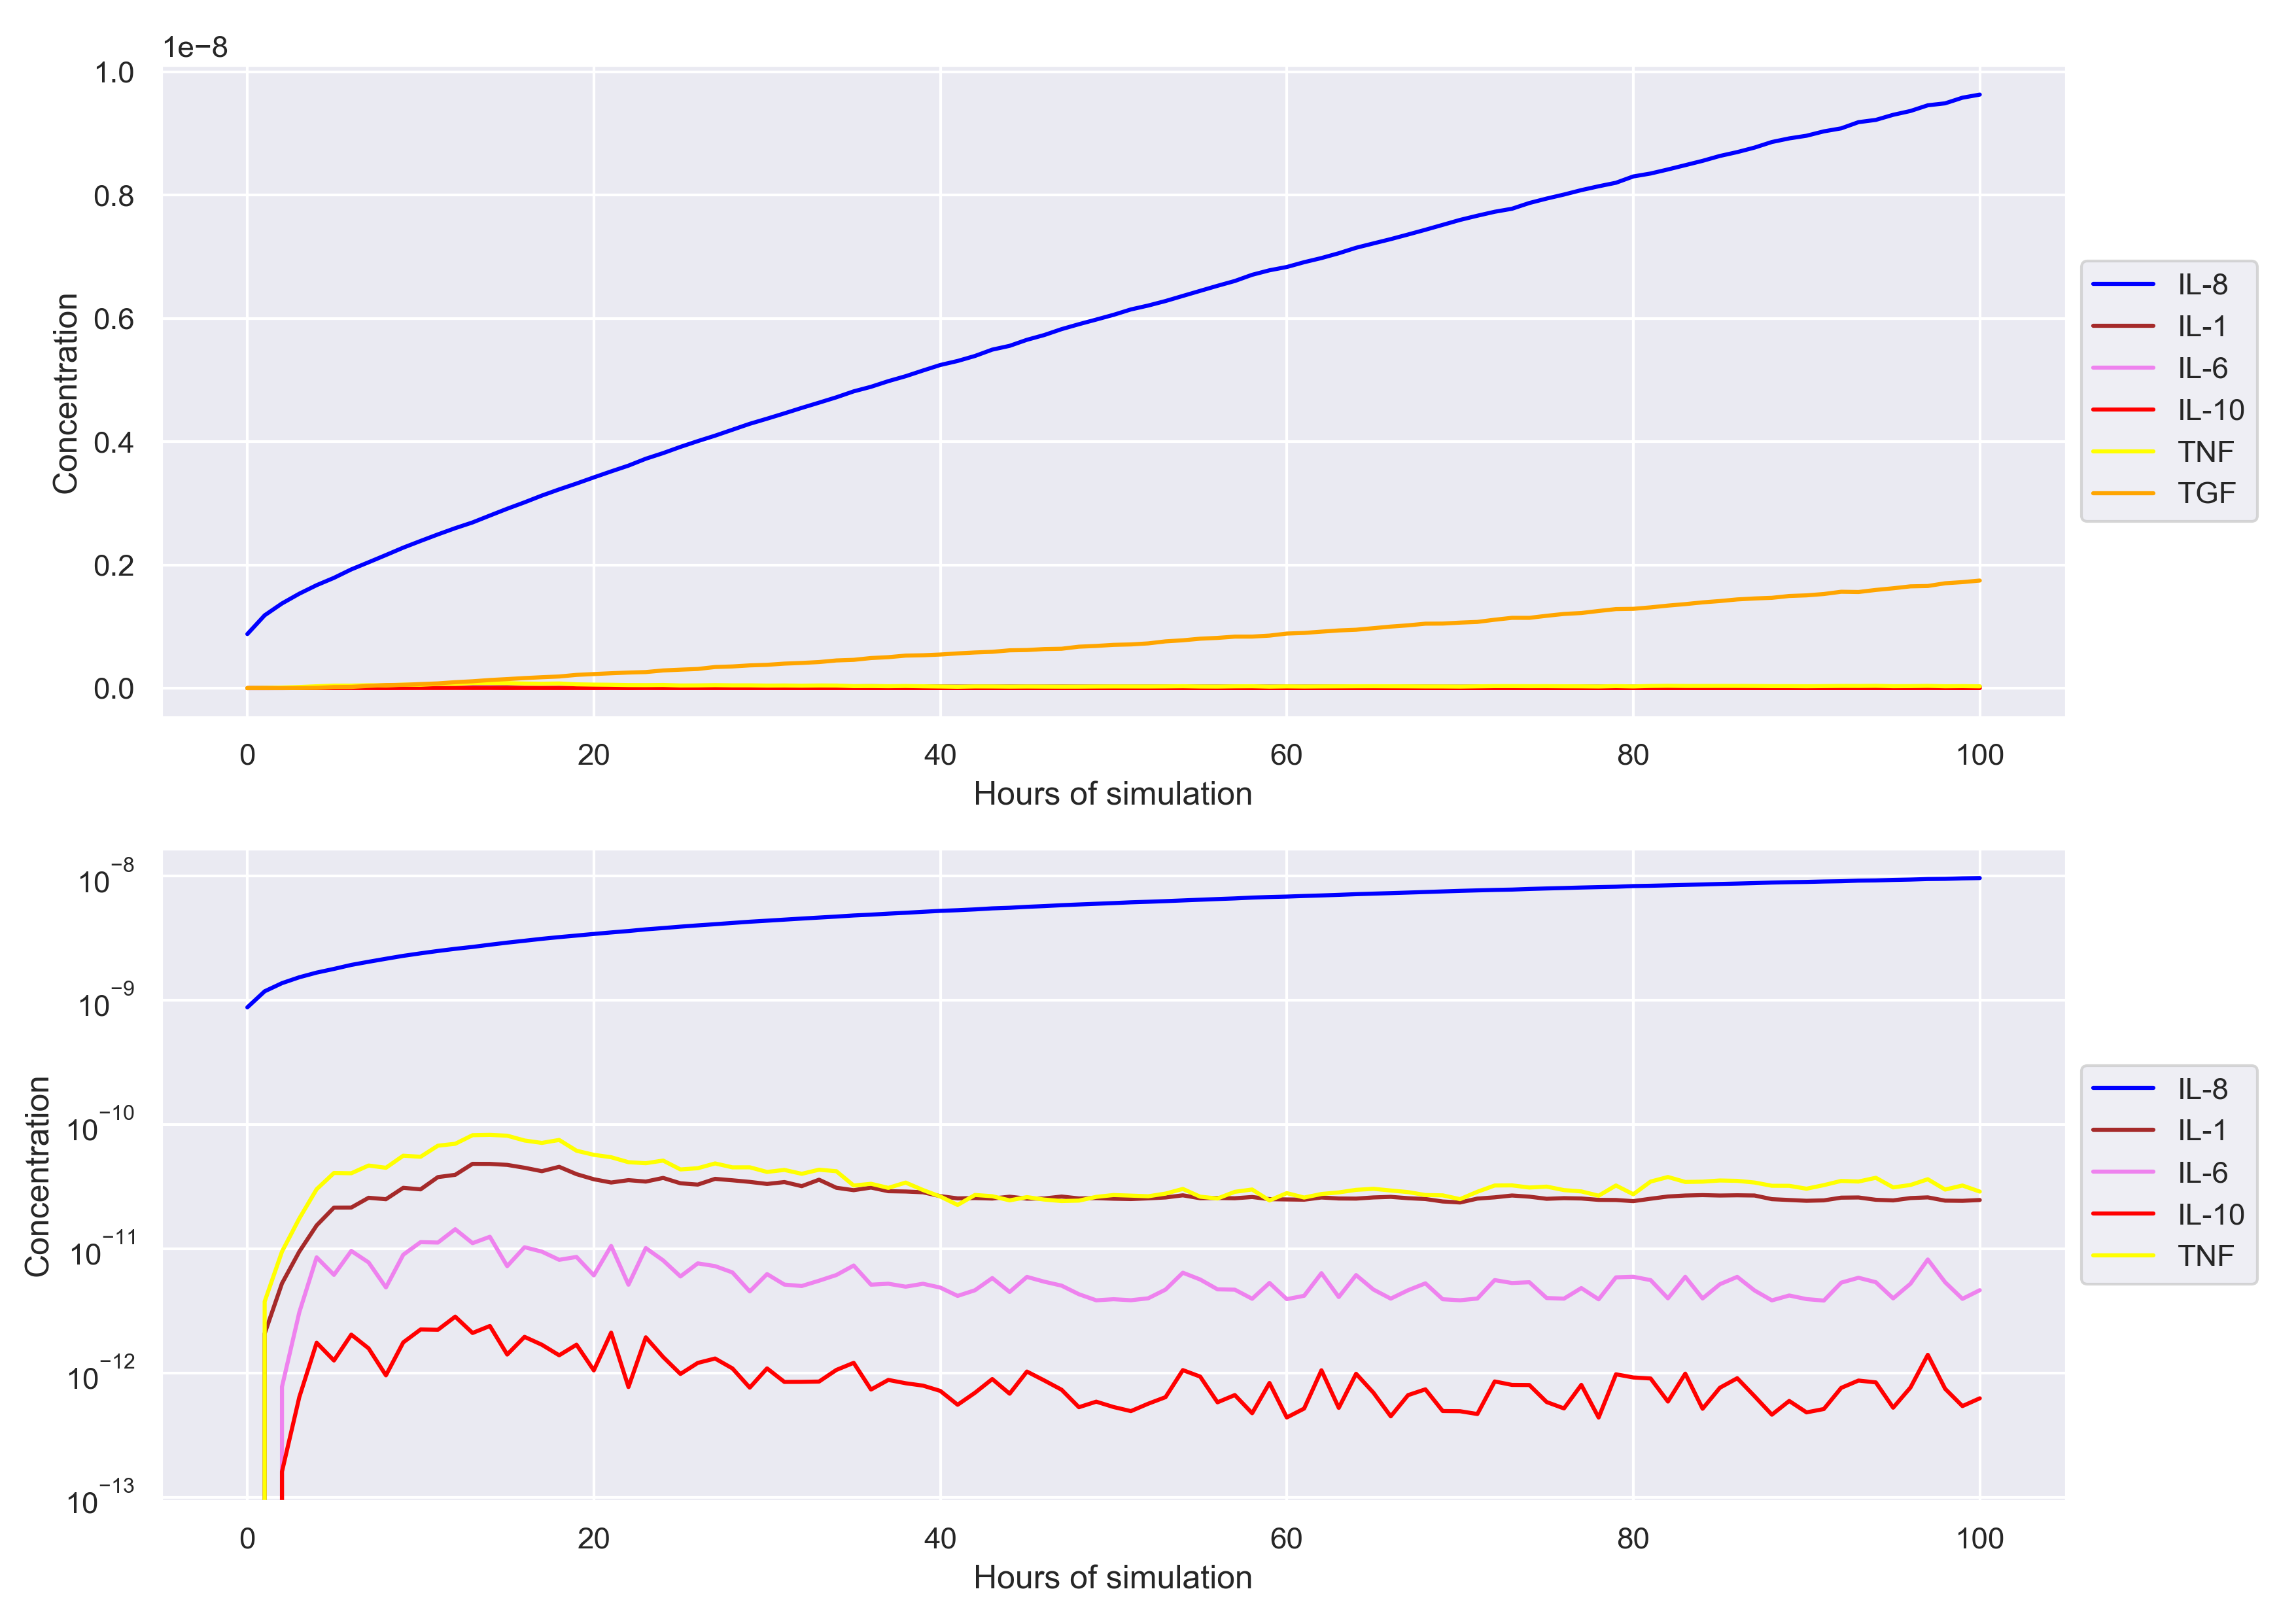 1e−8
1.0
0.8
0.6
0.4
0.2
0.0
Concentration
0 20 40 60 80 100
Hours of simulation
IL-8
IL-1
IL-6
IL-10
TNF
TGF
10⁻⁸
10⁻⁹
10⁻¹⁰
10⁻¹¹
10⁻¹²
10⁻¹³
Concentration
0 20 40 60 80 100
Hours of simulation
IL-8
IL-1
IL-6
IL-10
TNF